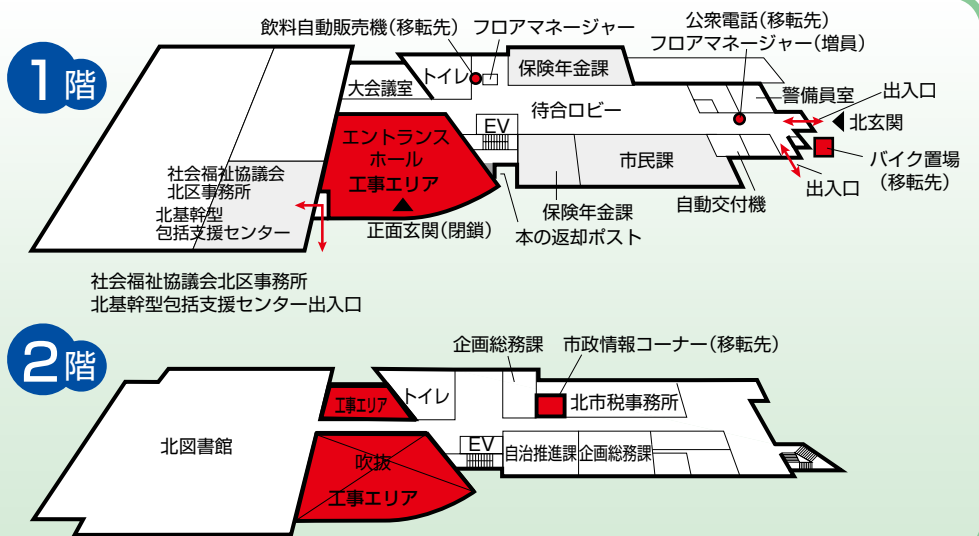 1階
飲料自動販売機(移転先)
フロアマネージャー
公衆電話(移転先)
フロアマネージャー(増員)
トイレ
保険年金課
大会議室
警備員室
出入口
待合ロビー
北玄関
EV
エントランス
ホール
工事エリア
市民課
バイク置場
(移転先)
社会福祉協議会
北区事務所
出入口
自動交付機
北基幹型
包括支援センター
保険年金課
正面玄関(閉鎖)
本の返却ポスト
社会福祉協議会北区事務所
北基幹型包括支援センター出入口
2階
企画総務課
市政情報コーナー(移転先)
工事エリア
トイレ
北市税事務所
北図書館
EV
自治推進課
企画総務課
吹抜
工事エリア